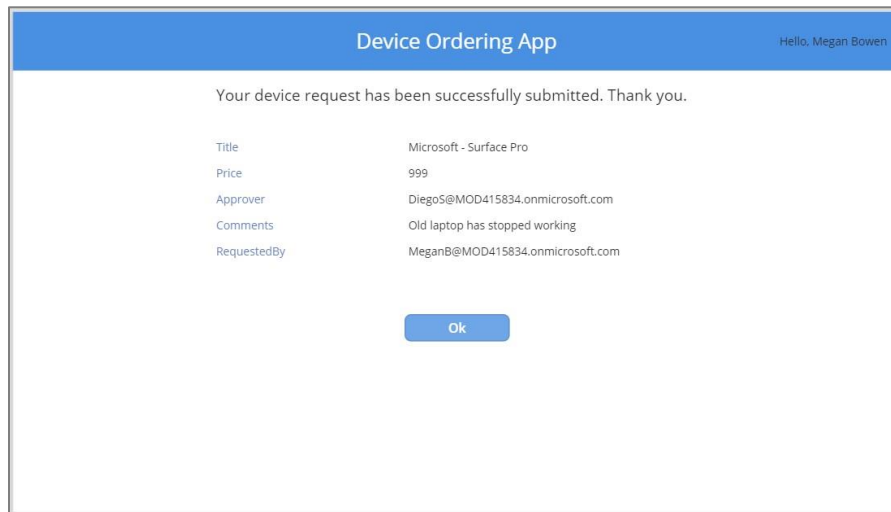 Device Ordering App
Hello, Megan Bowen
Your device request has been successfully submitted. Thank you.
Title Microsoft - Surface Pro
Price 999
Approver DiegoS@MOD415834.onmicrosoft.com
Comments Old laptop has stopped working
RequestedBy MeganB@MOD415834.onmicrosoft.com
Ok